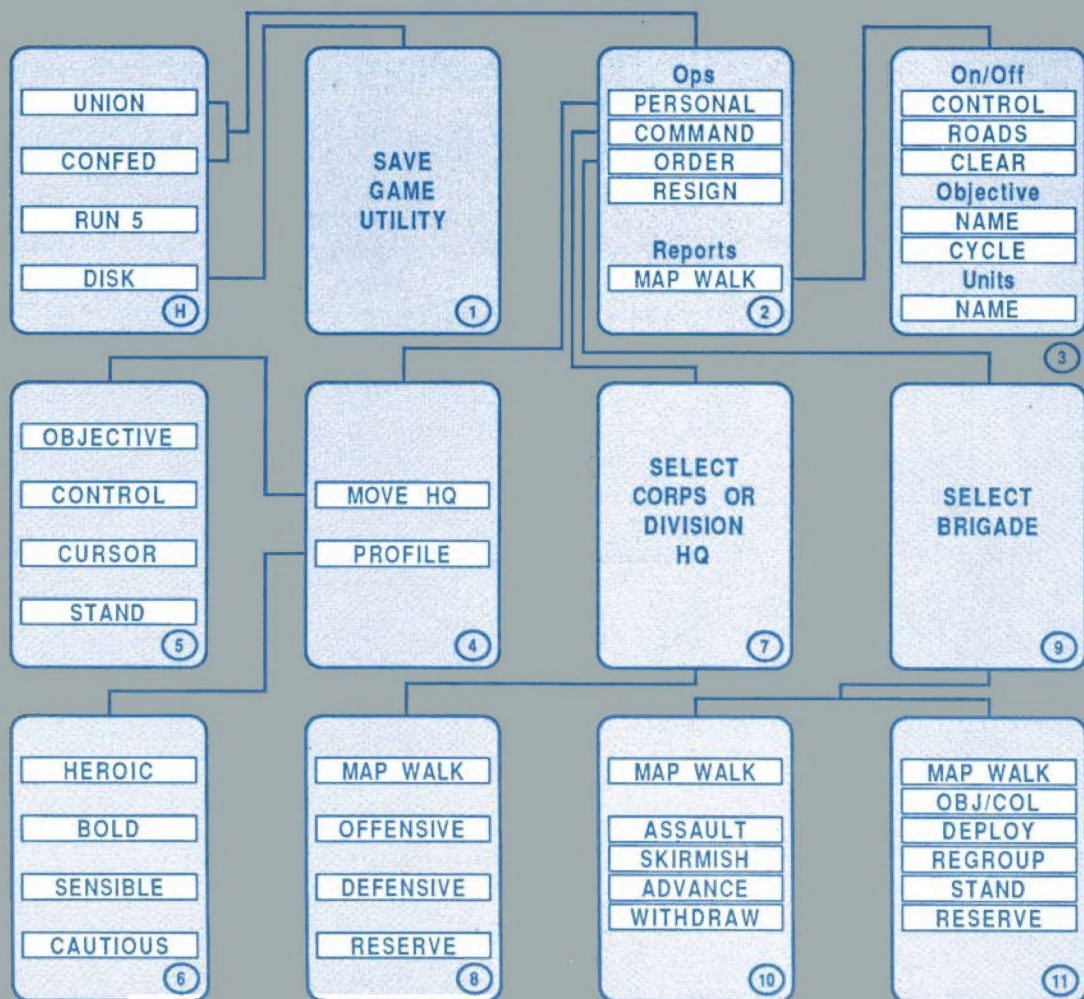 UNION
CONFED
RUN 5
DISK
H
SAVE
GAME
UTILITY
1
Ops
PERSONAL
COMMAND
ORDER
RESIGN
Reports
MAP WALK
2
On/Off
CONTROL
ROADS
CLEAR
Objective
NAME
CYCLE
Units
NAME
3
OBJECTIVE
CONTROL
CURSOR
STAND
5
MOVE HQ
PROFILE
4
SELECT
CORPS OR
DIVISION
HQ
7
SELECT
BRIGADE
9
HEROIC
BOLD
SENSIBLE
CAUTIOUS
6
MAP WALK
OFFENSIVE
DEFENSIVE
RESERVE
8
MAP WALK
ASSAULT
SKIRMISH
ADVANCE
WITHDRAW
10
MAP WALK
OBJ/COL
DEPLOY
REGROUP
STAND
RESERVE
11